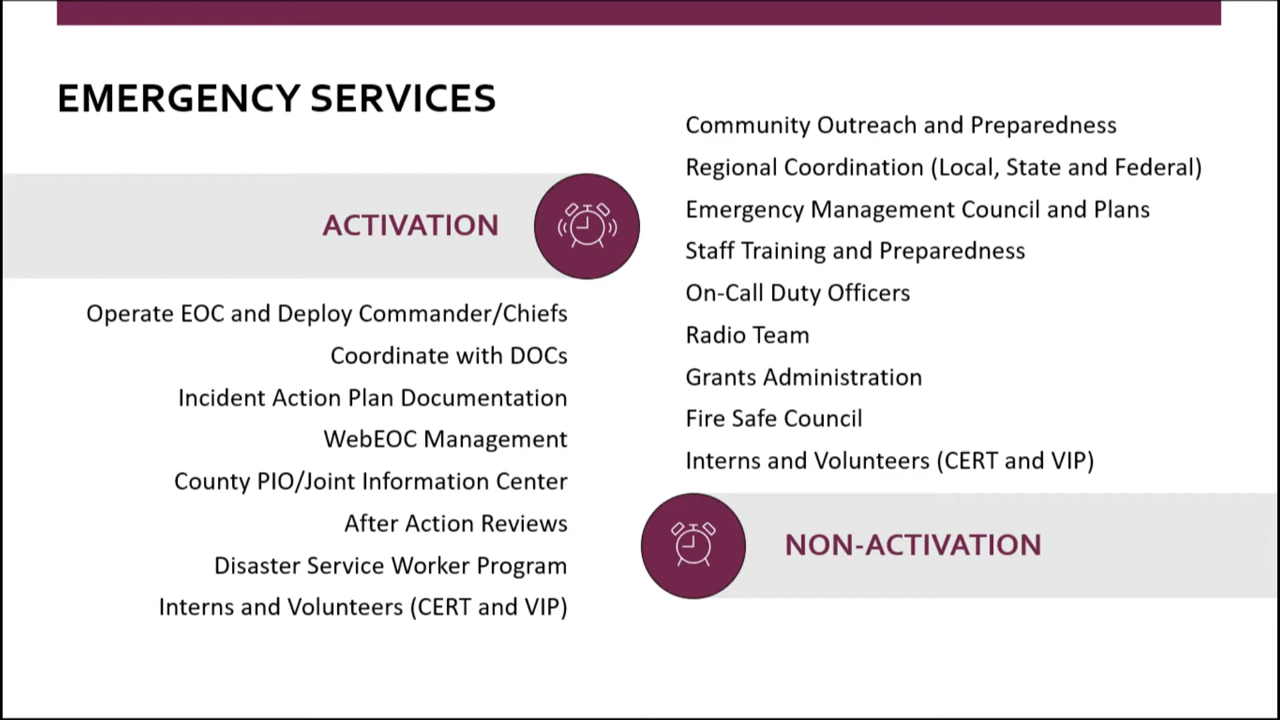 EMERGENCY SERVICES
ACTIVATION
Operate EOC and Deploy Commander/Chiefs
Coordinate with DOCs
Incident Action Plan Documentation
WebEOC Management
County PIO/Joint Information Center
After Action Reviews
Disaster Service Worker Program
Interns and Volunteers (CERT and VIP)
Community Outreach and Preparedness
Regional Coordination (Local, State and Federal)
Emergency Management Council and Plans
Staff Training and Preparedness
On-Call Duty Officers
Radio Team
Grants Administration
Fire Safe Council
Interns and Volunteers (CERT and VIP)
NON-ACTIVATION